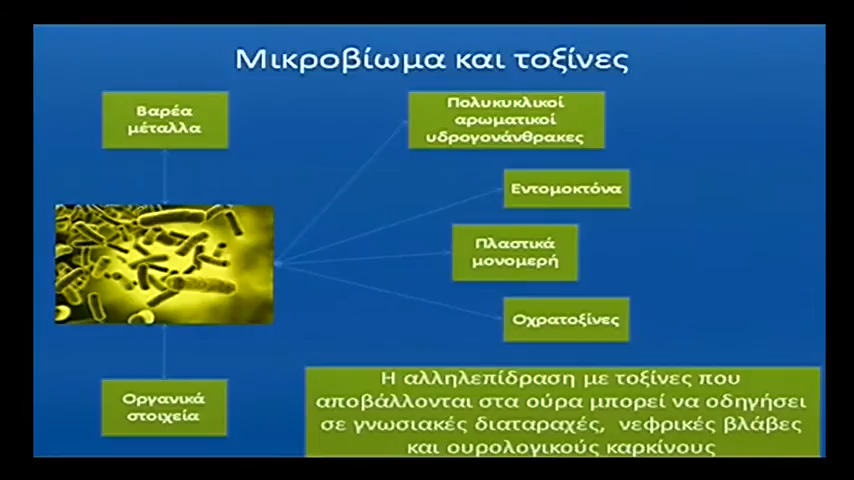 Μικροβίωμα και τοξίνες
Βαρέα
μέταλλα
Πολυκυκλικοί
αρωματικοί
υδρογονάνθρακες
Εντομοκτόνα
Πλαστικά
μονομερή
Οχρατοξίνες
Οργανικά
στοιχεία
Η αλληλεπίδραση με τοξίνες που
αποβάλλονται στα ούρα μπορεί να οδηγήσει
σε γνωσιακές διαταραχές, νεφρικές βλάβες
και ουρολογικούς καρκίνους